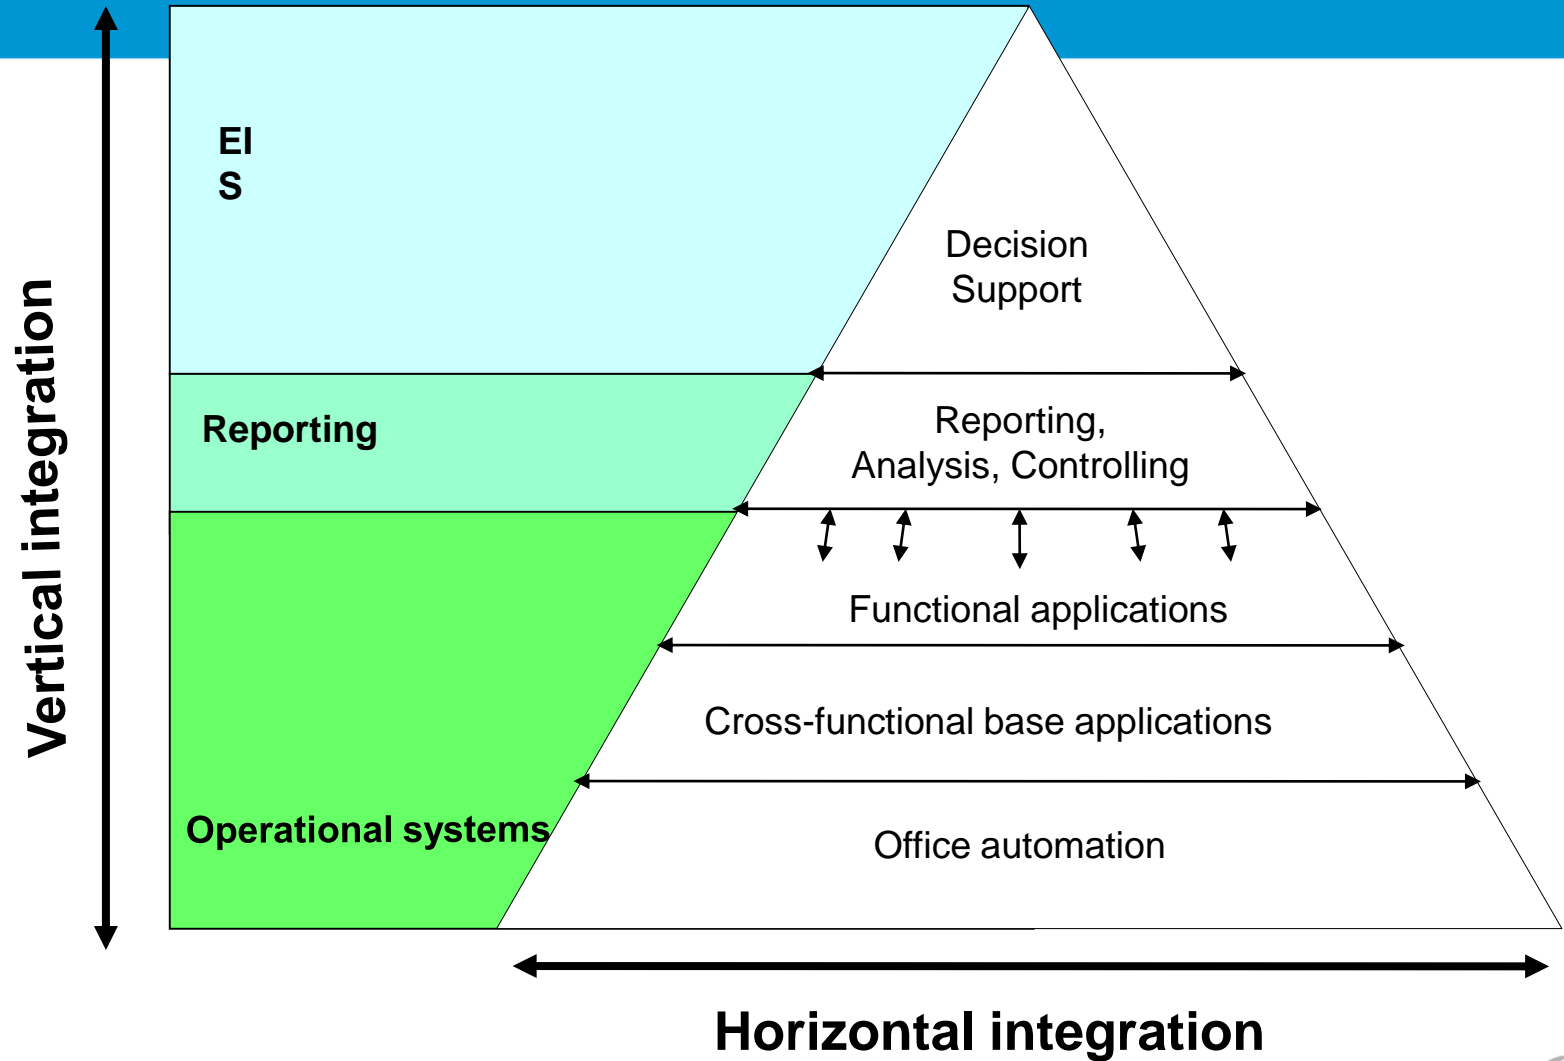 EI
S
Decision
Support
Reporting
Reporting,
Analysis, Controlling
Functional applications
Cross-functional base applications
Operational systems
Office automation
Vertical integration
Horizontal integration